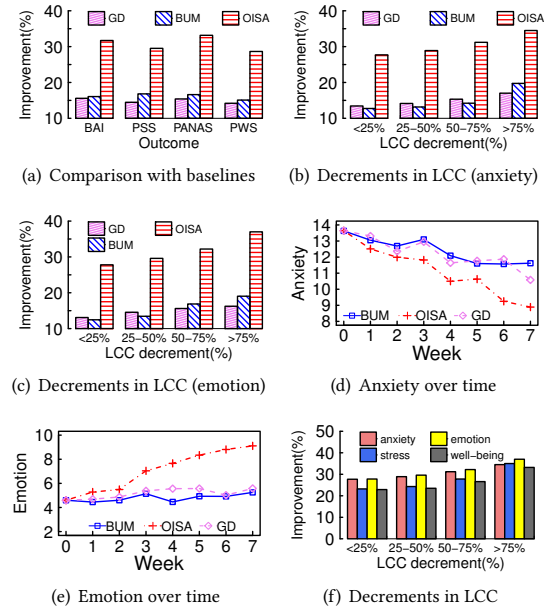 GD BUM OISA
Improvement(%)
40
30
20
10
BAI PSS PANAS PWS
Outcome
(a) Comparison with baselines
GD BUM OISA
Improvement(%)
40
30
20
10
<25% 25–50% 50–75% >75%
LCC decrement(%)
(b) Decrements in LCC (anxiety)
GD OISA
BUM
Improvement(%)
40
30
20
10
<25% 25–50% 50–75% >75%
LCC decrement(%)
(c) Decrements in LCC (emotion)
Anxiety
14
13
12
11
10
9
8
BUM OISA GD
0 1 2 3 4 5 6 7
Week
(d) Anxiety over time
Emotion
10
8
6
4
2
BUM OISA GD
0 1 2 3 4 5 6 7
Week
(e) Emotion over time
anxiety emotion
stress well-being
Improvement(%)
50
40
30
20
10
0
<25% 25–50% 50–75% >75%
LCC decrement(%)
(f) Decrements in LCC